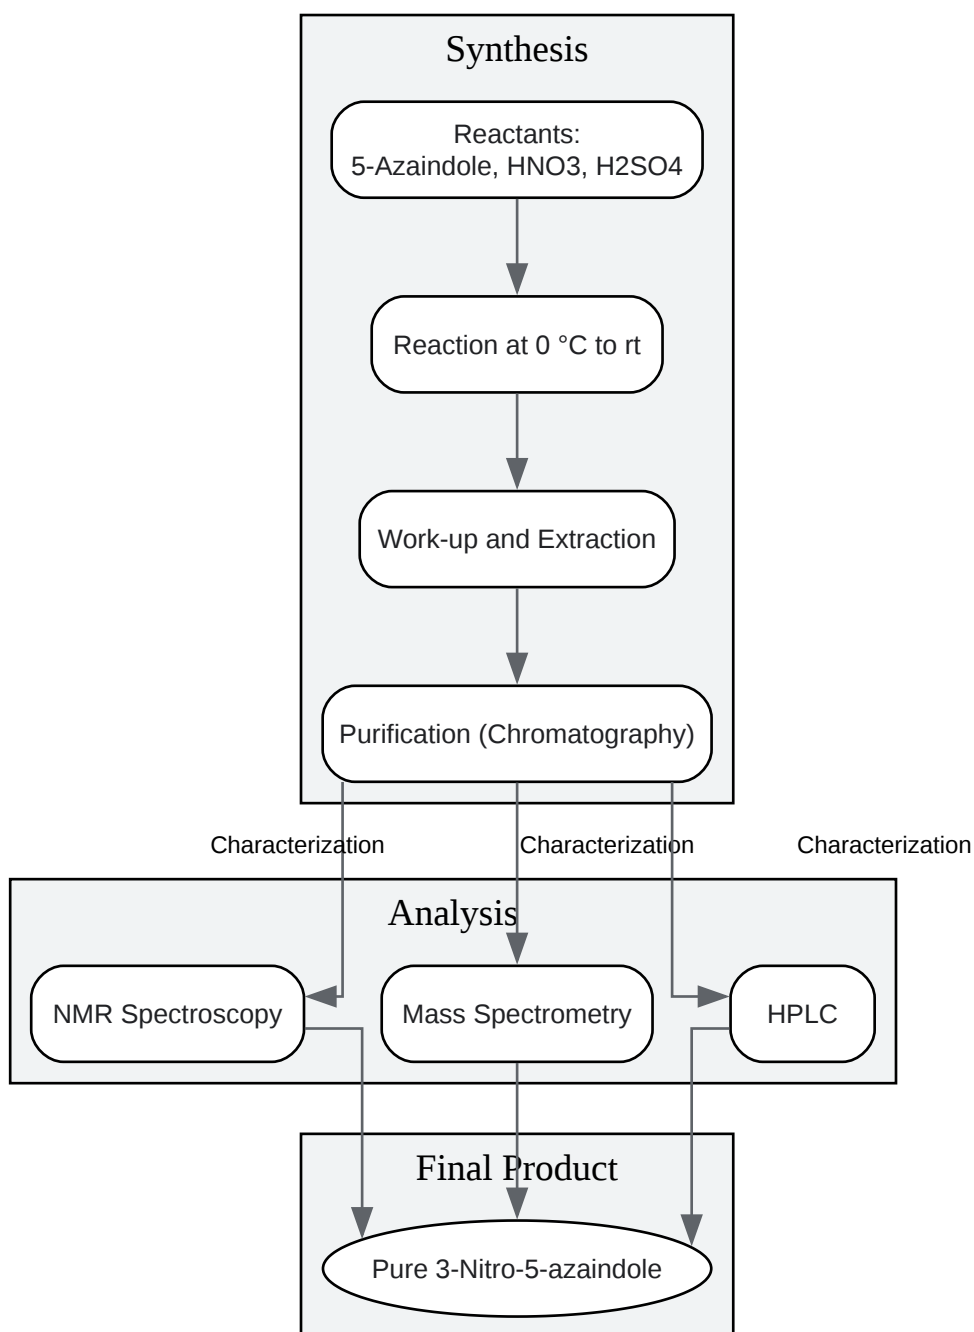 Synthesis
Reactants:
5-Azaindole, HNO3, H2SO4
Reaction at 0 °C to rt
Work-up and Extraction
Purification (Chromatography)
Characterization
Characterization
Characterization
Analysis
NMR Spectroscopy
Mass Spectrometry
HPLC
Final Product
Pure 3-Nitro-5-azaindole